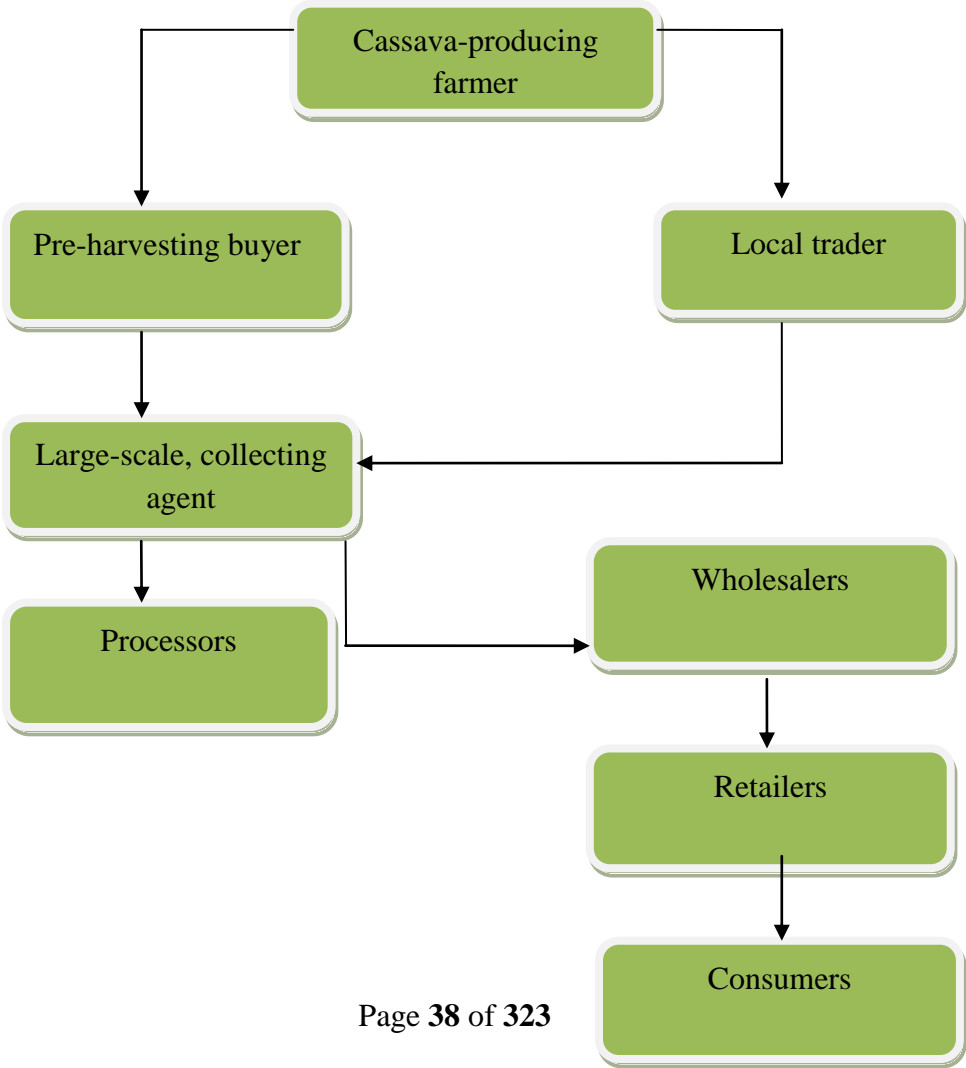 Cassava-producing
farmer
Pre-harvesting buyer
Local trader
Large-scale, collecting
agent
Wholesalers
Processors
Retailers
Consumers
Page 38 of 323